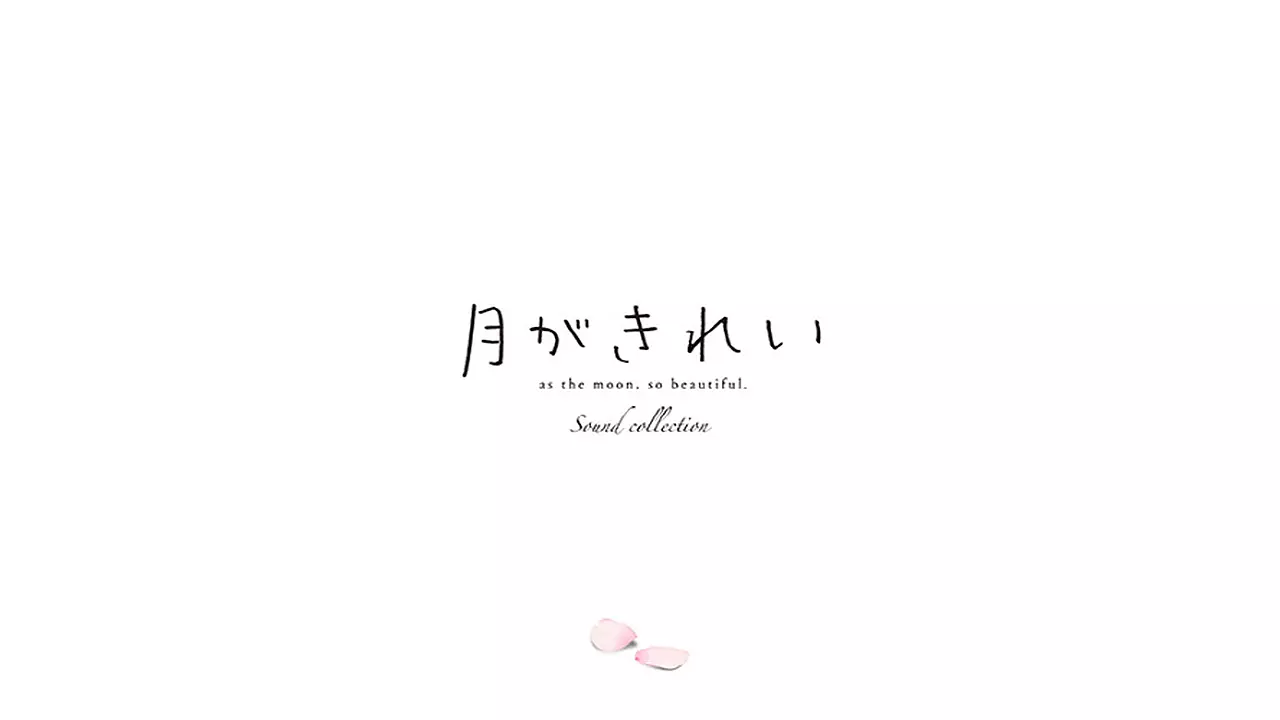 月がきれい
as the moon, so beautiful.
Sound collection